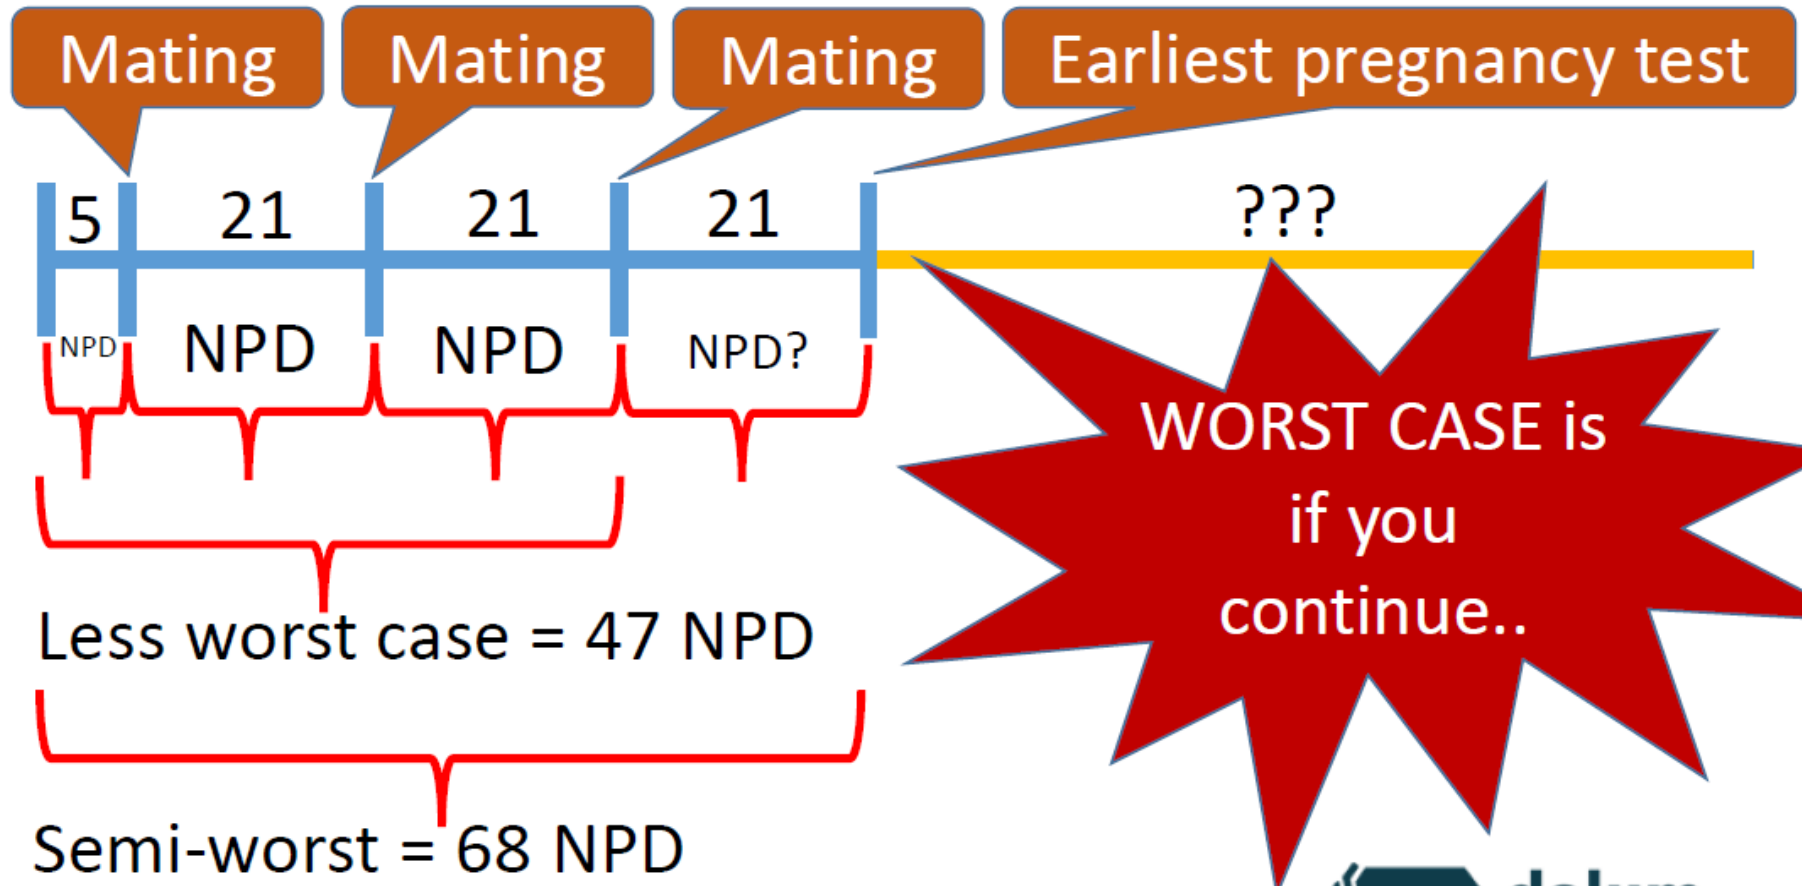 Mating
Mating
Mating
Earliest pregnancy test
5
21
21
21
???
NPD
NPD
NPD
NPD?
WORST CASE is
if you
continue..
Less worst case = 47 NPD
Semi-worst = 68 NPD